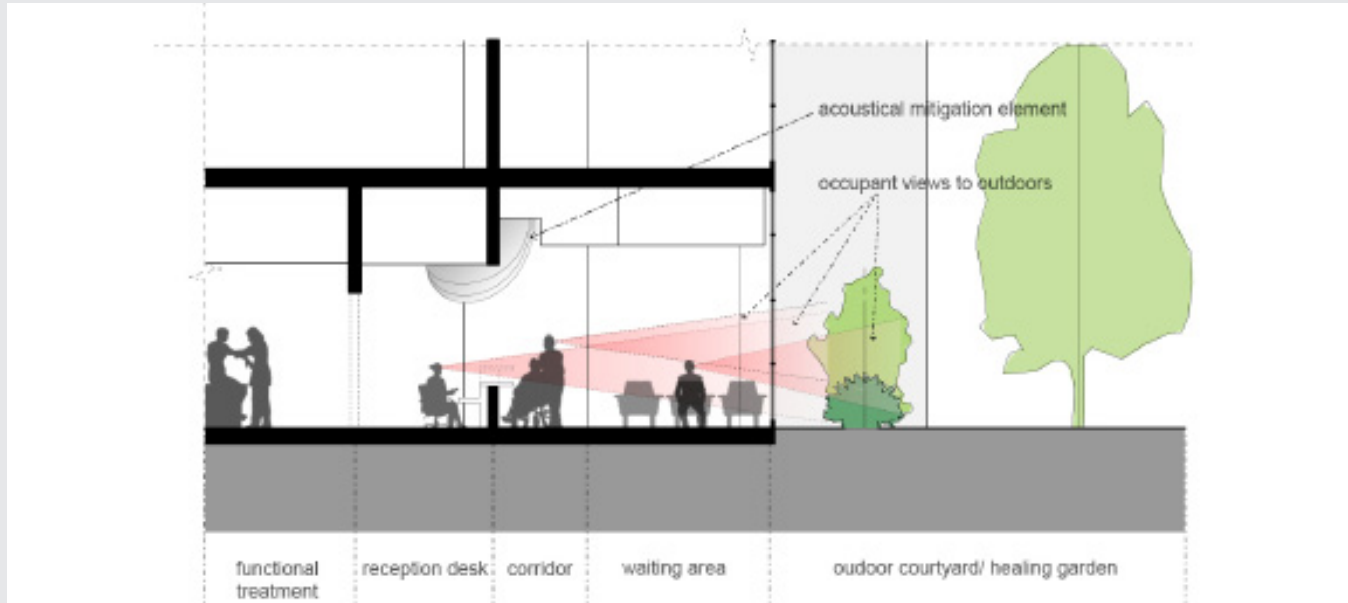 acoustical mitigation element
occupant views to outdoors
functional
treatment
reception desk
corridor
waiting area
oudoor courtyard/ healing garden